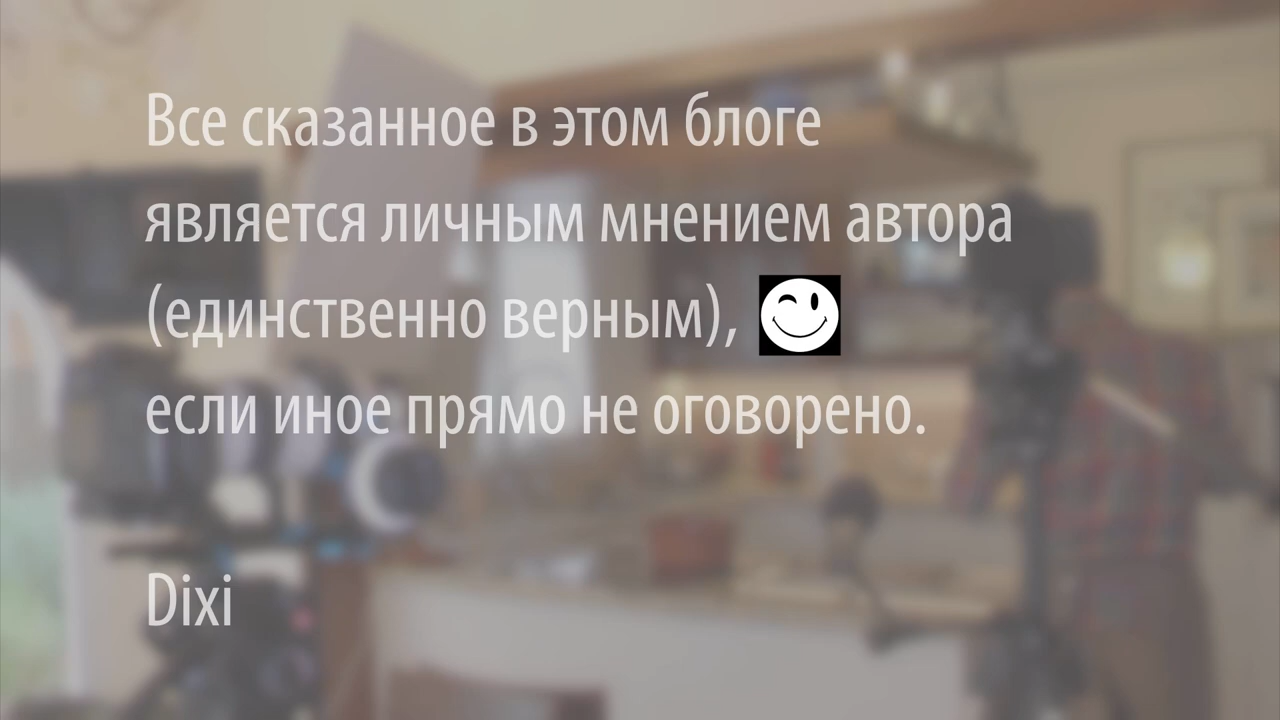 Все сказанное в этом блоге
является личным мнением автора
(единственно верным),
если иное прямо не оговорено.
Dixi